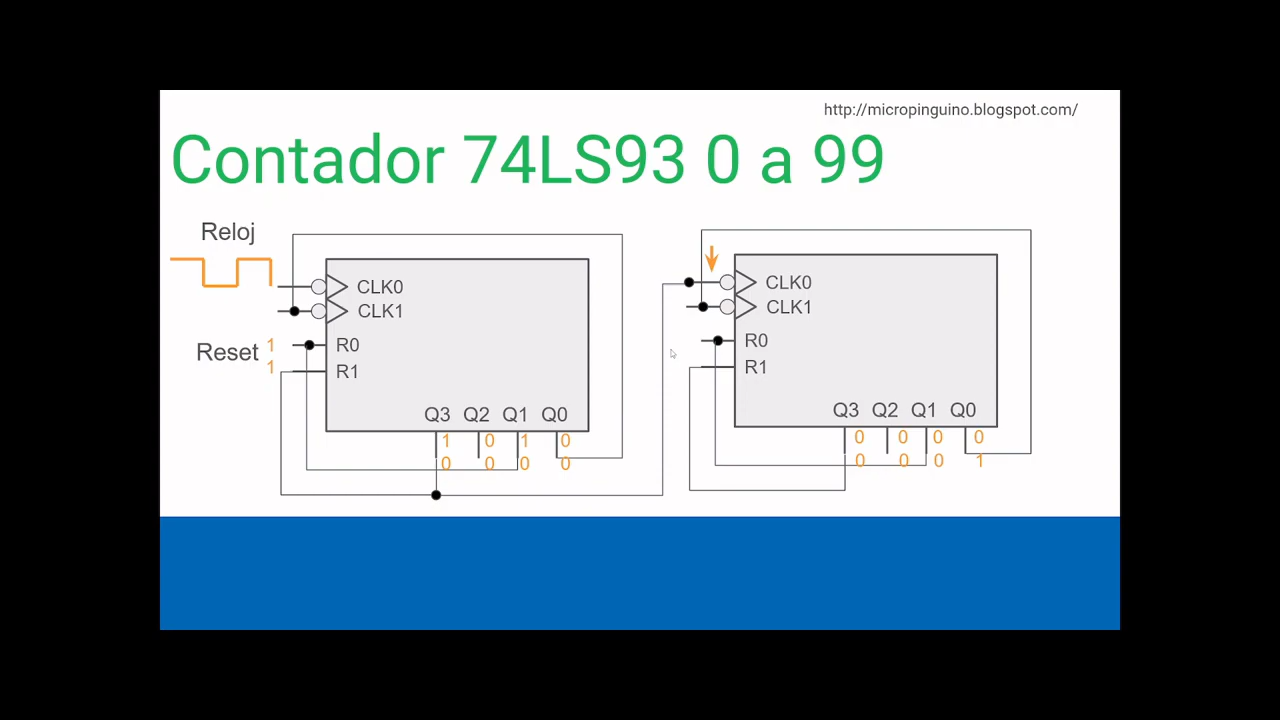 http://micropinguino.blogspot.com/
Contador 74LS93 0 a 99
Reloj
CLK0
CLK1
Reset
1
1
R0
R1
Q3 Q2 Q1 Q0
1 0 1 0
0 0 0 0
CLK0
CLK1
R0
R1
Q3 Q2 Q1 Q0
0 0 0 0
0 0 0 1